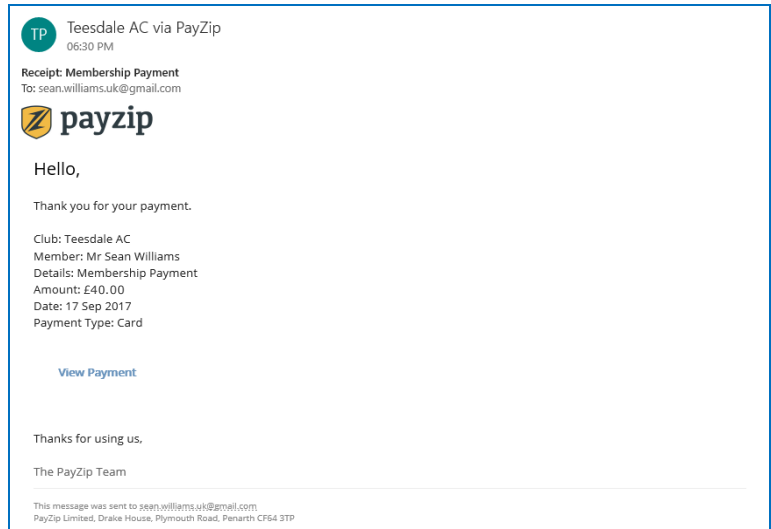 TP
Teesdale AC via PayZip
06:30 PM
Receipt: Membership Payment
To: sean.williams.uk@gmail.com
payzip
Hello,
Thank you for your payment.
Club: Teesdale AC
Member: Mr Sean Williams
Details: Membership Payment
Amount: £40.00
Date: 17 Sep 2017
Payment Type: Card
View Payment
Thanks for using us,
The PayZip Team
This message was sent to sean.williams.uk@gmail.com
PayZip Limited, Drake House, Plymouth Road, Penarth CF64 3TP